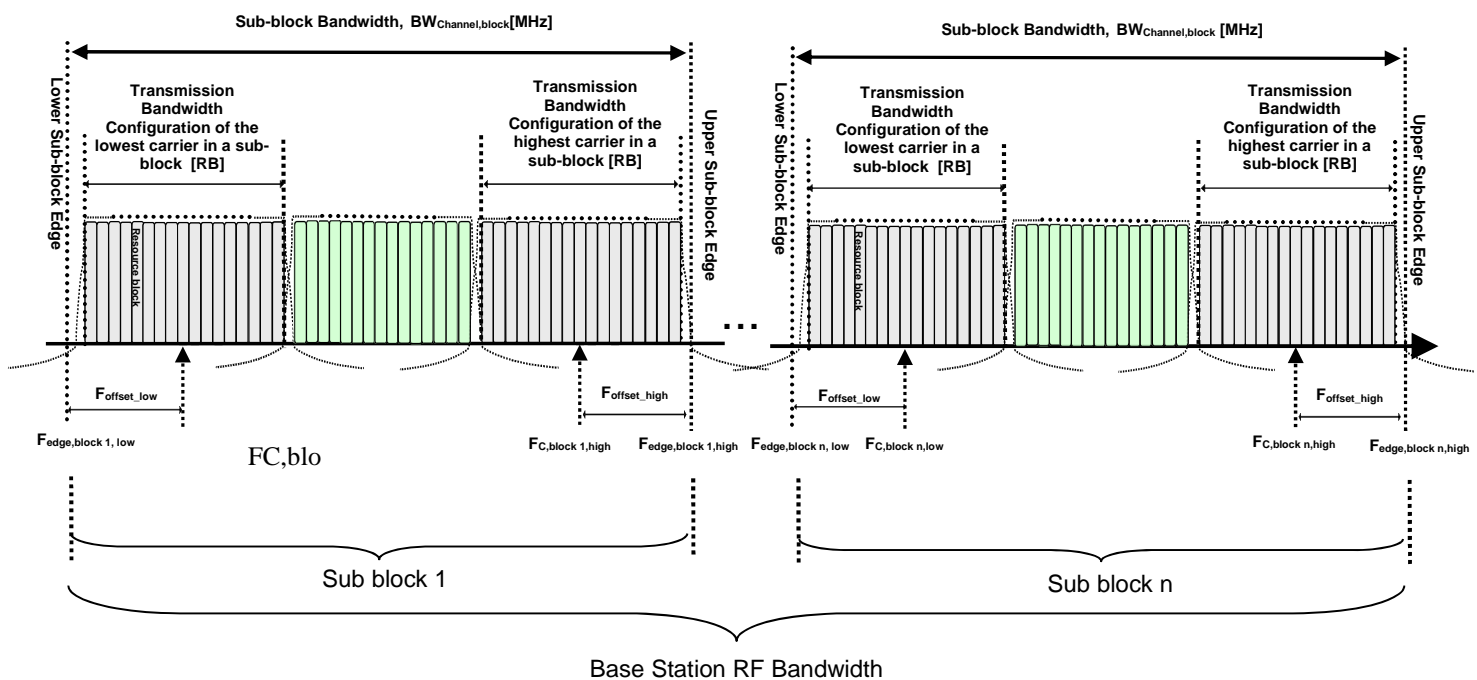 Sub-block Bandwidth, BWChannel,block[MHz]
Lower Sub-block Edge
Transmission
Bandwidth
Configuration of the
lowest carrier in a sub-
block [RB]
Transmission
Bandwidth
Configuration of the
highest carrier in a
sub-block [RB]
Upper Sub-block Edge
Resource block
...
Foffset_low
Foffset_high
Fedge,block 1, low
FC,blo
FC,block 1,high
Fedge,block 1,high
Sub-block Bandwidth, BWChannel,block[MHz]
Lower Sub-block Edge
Transmission
Bandwidth
Configuration of the
lowest carrier in a
sub-block [RB]
Transmission
Bandwidth
Configuration of the
highest carrier in a
sub-block [RB]
Upper Sub-block Edge
Resource block
Foffset_low
Foffset_high
Fedge,block n, low
FC,block n,low
FC,block n,high
Fedge,block n,high
Sub block 1
Sub block n
Base Station RF Bandwidth